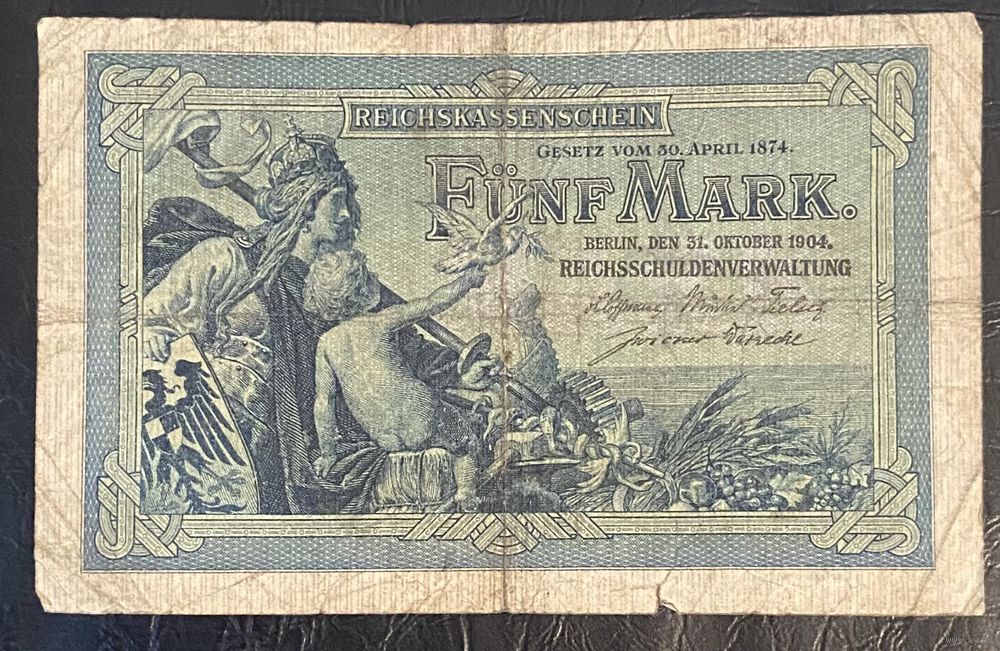 REICHSKASSENSCHEIN
GESETZ VOM 30. APRIL 1874.
FÜNF MARK.
BERLIN, DEN 31. OKTOBER 1904.
REICHSSCHULDENVERWALTUNG